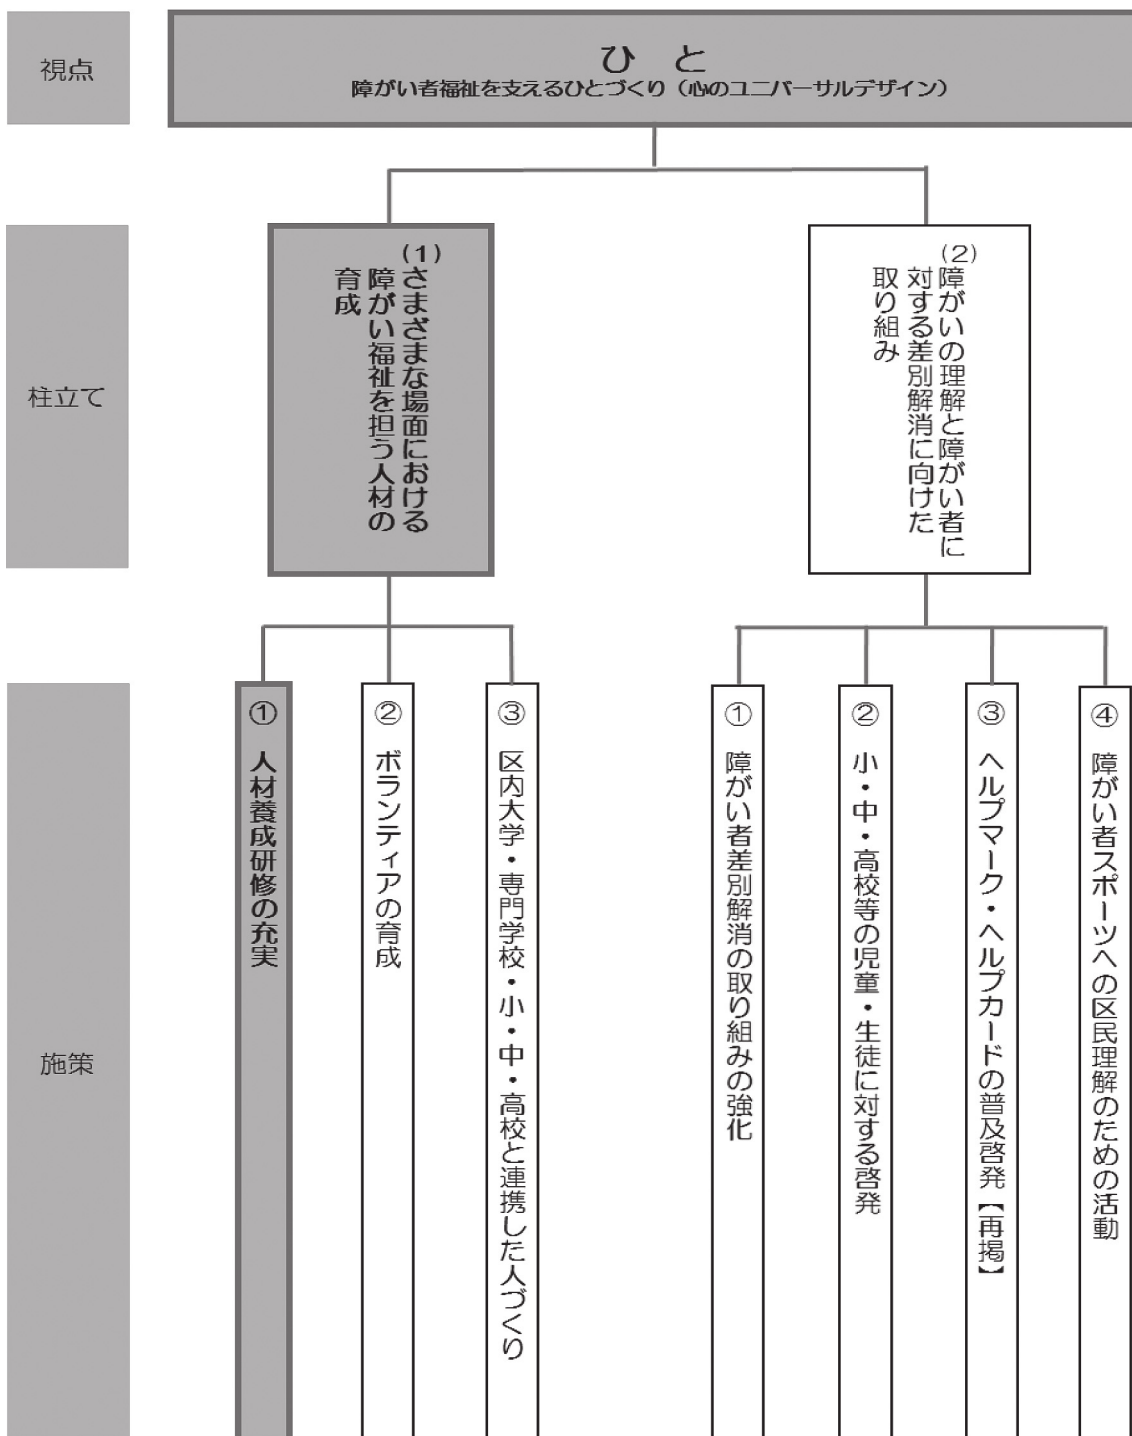 視点
ひ と
障がい者福祉を支えるひとづくり（心のユニバーサルデザイン）
柱立て
(1)さまざまな場面における
障がい福祉を担う人材の
育成
(2)障がいの理解と障がい者に
対する差別解消に向けた
取り組み
施策
① 人材養成研修の充実
② ボランティアの育成
③ 区内大学・専門学校・小・中・高校と連携した人づくり
① 障がい者差別解消の取り組みの強化
② 小・中・高校等の児童・生徒に対する啓発
③ ヘルプマーク・ヘルプカードの普及啓発【再掲】
④ 障がい者スポーツへの区民理解のための活動